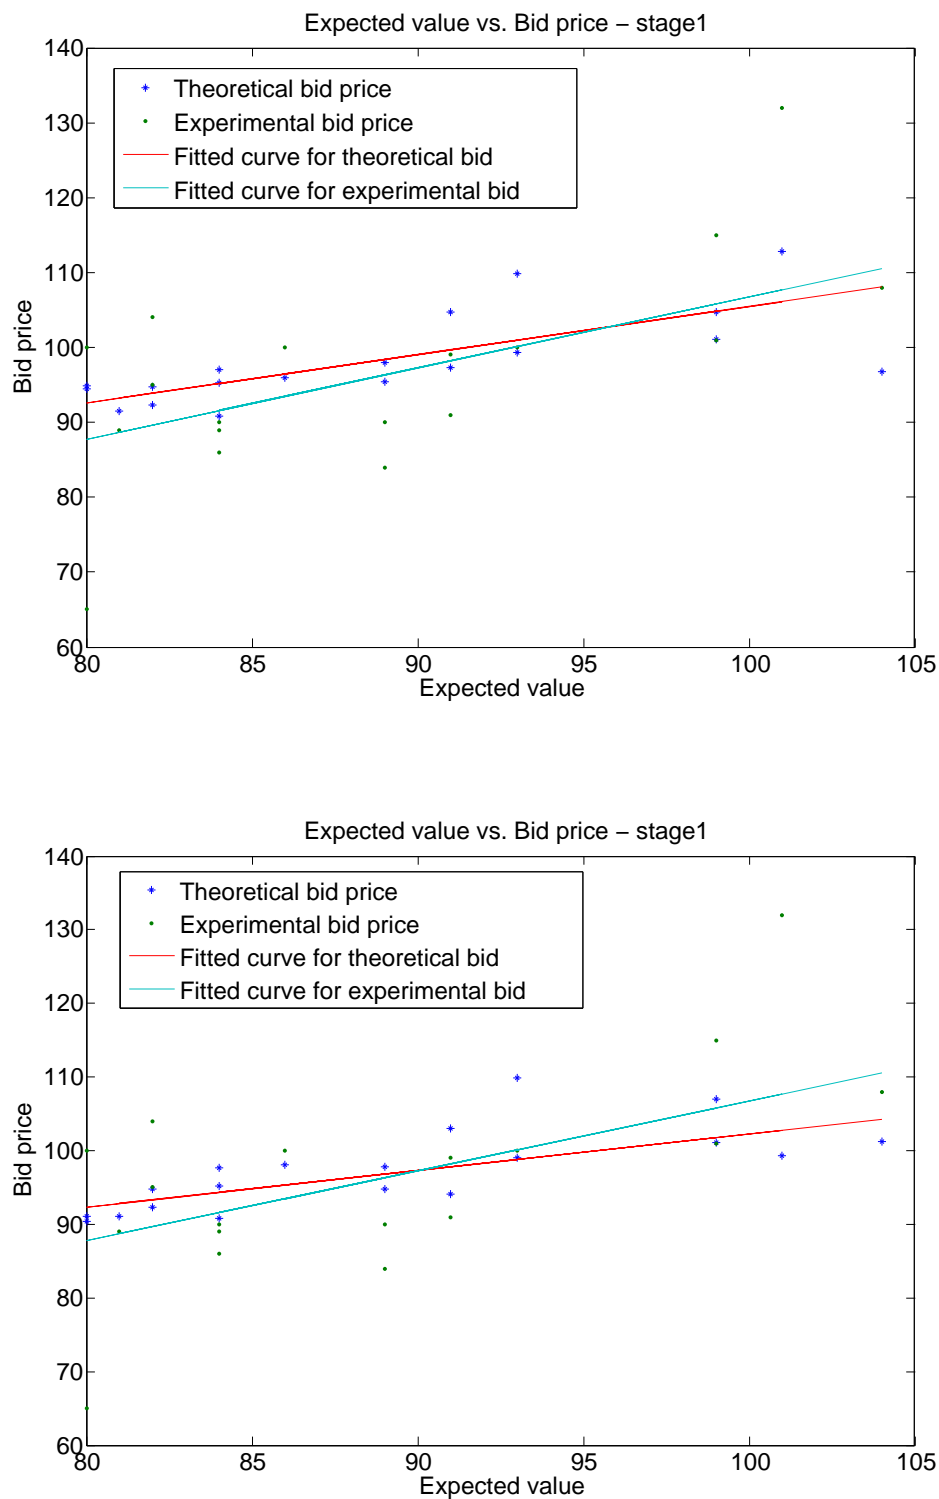 Expected value vs. Bid price − stage1
140
130
120
110
100
90
80
70
60
Theoretical bid price
Experimental bid price
Fitted curve for theoretical bid
Fitted curve for experimental bid
Bid price
80 85 90 95 100 105
Expected value
Expected value vs. Bid price − stage1
140
130
120
110
100
90
80
70
60
Theoretical bid price
Experimental bid price
Fitted curve for theoretical bid
Fitted curve for experimental bid
Bid price
80 85 90 95 100 105
Expected value